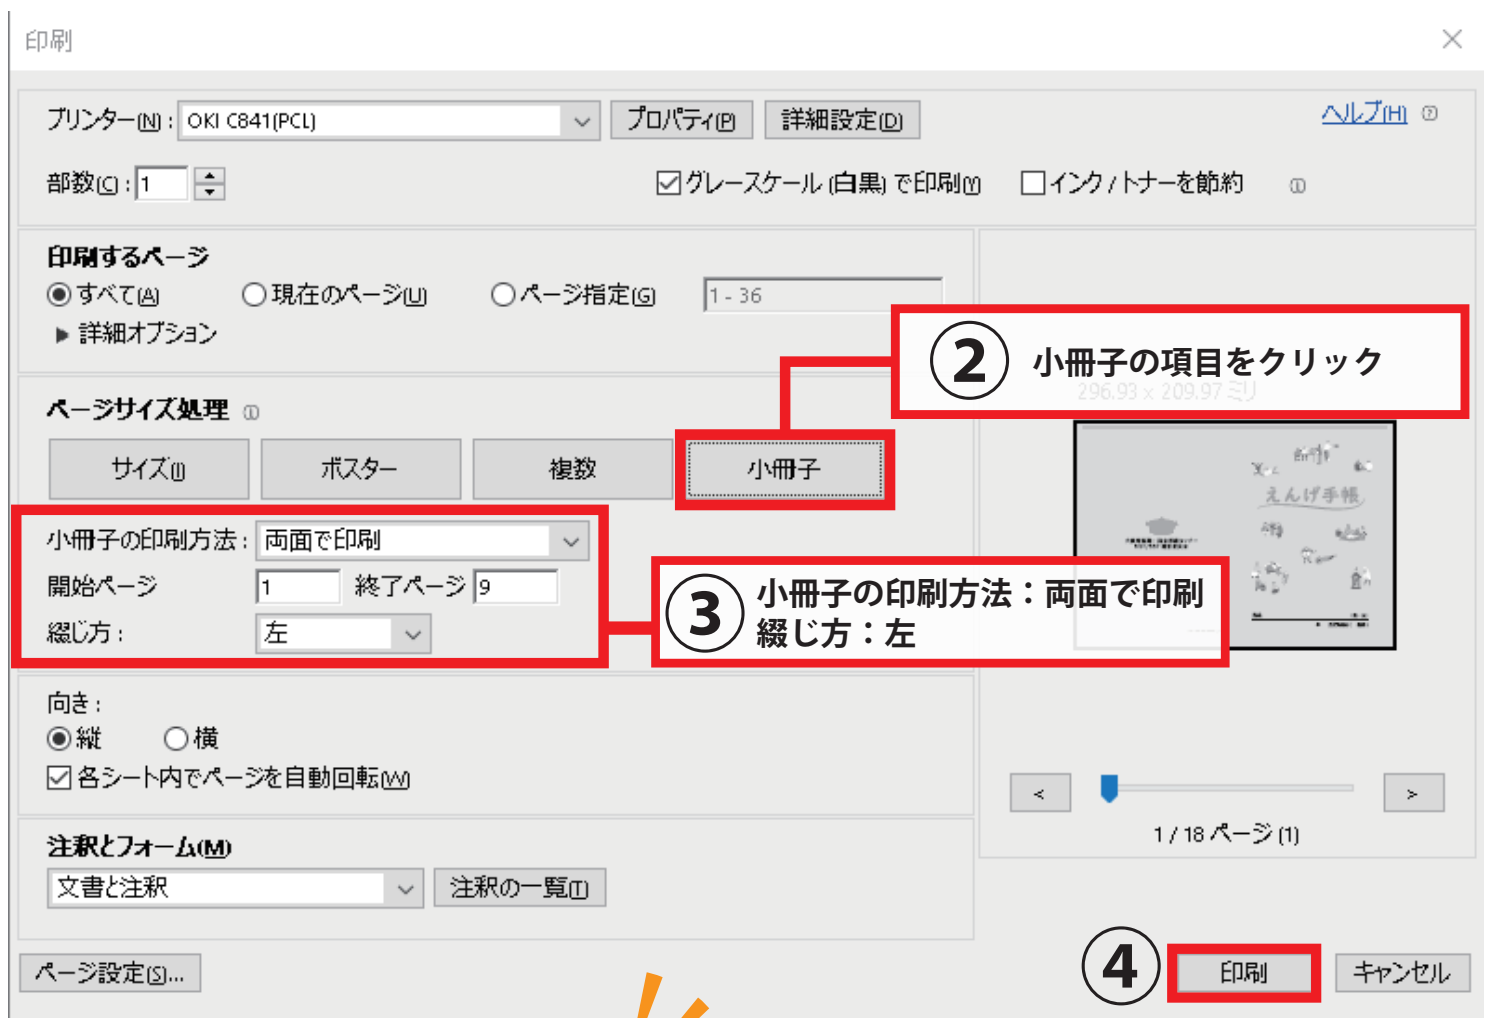 印刷
プリンター(N) : OKI C841(PCL) プロパティ(P) 詳細設定(D) ヘルプ(H)
部数(C) : 1 グレースケール (白黒) で印刷(Y) インク / トナーを節約
印刷するページ
すべて(A) 現在のページ(U) ページ指定(G) 1 - 36
詳細オプション
② 小冊子の項目をクリック
296.93 x 209.97 ミリ
ページサイズ処理
サイズ(I) ポスター 複数 小冊子
えんげ手帳
小冊子の印刷方法 : 両面で印刷
開始ページ 1 終了ページ 9
綴じ方 : 左
③ 小冊子の印刷方法：両面で印刷
綴じ方：左
向き :
縦 横
各シート内でページを自動回転(W)
< >
1 / 18 ページ (1)
注釈とフォーム(M)
文書と注釈 注釈の一覧(T)
ページ設定(S)... ④ 印刷 キャンセル